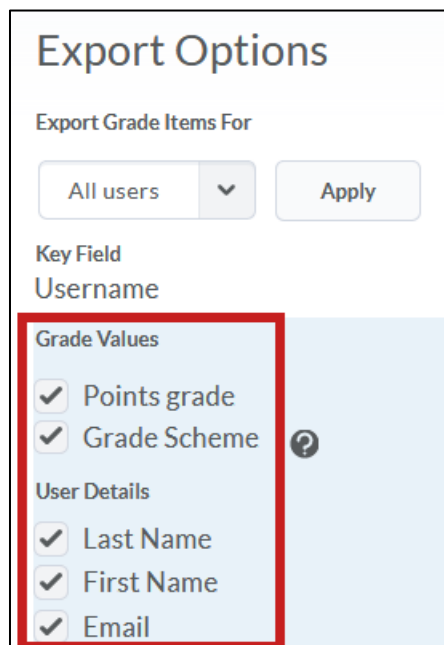 Export Options
Export Grade Items For
All users
Apply
Key Field
Username
Grade Values
Points grade
Grade Scheme ?
User Details
Last Name
First Name
Email